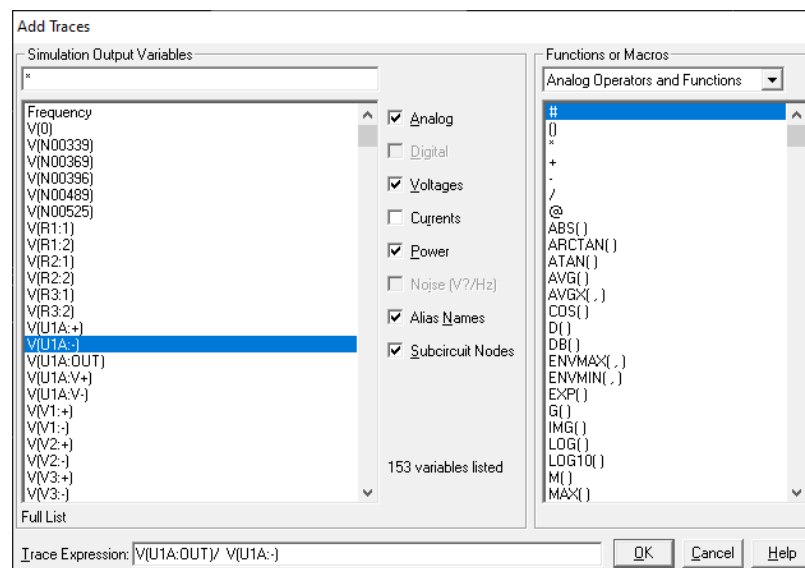 Add Traces
Simulation Output Variables
*
Frequency
V(0)
V(N00339)
V(N00369)
V(N00396)
V(N00489)
V(N00525)
V(R1:1)
V(R1:2)
V(R2:1)
V(R2:2)
V(R3:1)
V(R3:2)
V(U1A:+)
V(U1A:-)
V(U1A:OUT)
V(U1A:V+)
V(U1A:V-)
V(V1:+)
V(V1:-)
V(V2:+)
V(V2:-)
V(V3:+)
V(V3:-)
Full List
Analog
Digital
Voltages
Currents
Power
Noise (V?/Hz)
Alias Names
Subcircuit Nodes
153 variables listed
Functions or Macros
Analog Operators and Functions
#
()
*
+
-
/
@
ABS( )
ARCTAN( )
ATAN( )
AVG( )
AVGX( , )
COS( )
D( )
DB( )
ENVMAX( , )
ENVMIN( , )
EXP( )
G( )
IMG( )
LOG( )
LOG10( )
M( )
MAX( )
Trace Expression: V(U1A:OUT)/ V(U1A:-)
OK
Cancel
Help